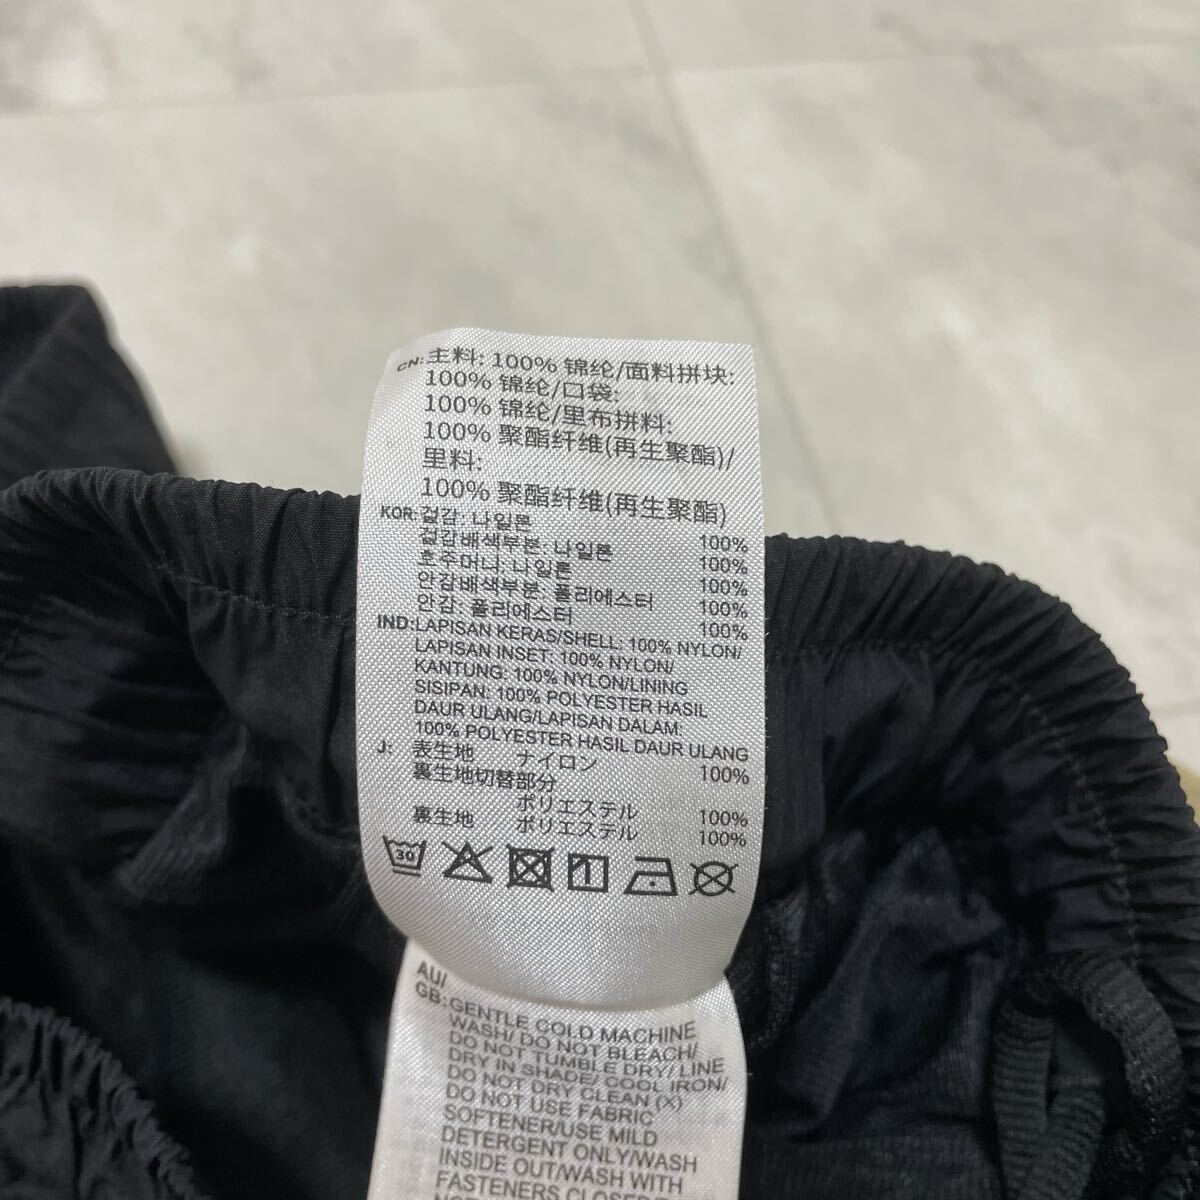 CN: 主料: 100% 锦纶/面料拼块:
100% 锦纶/口袋:
100% 锦纶/里布拼料:
100% 聚酯纤维(再生聚酯)/
里料:
100% 聚酯纤维(再生聚酯)
KOR: 겉감: 나일론 100%
겉감배색부분: 나일론 100%
호주머니: 나일론 100%
안감배색부분: 폴리에스터 100%
안감: 폴리에스터 100%
IND: LAPISAN KERAS/SHELL: 100% NYLON/
LAPISAN INSET: 100% NYLON/
KANTUNG: 100% NYLON/LINING
SISIPAN: 100% POLYESTER HASIL
DAUR ULANG/LAPISAN DALAM:
100% POLYESTER HASIL DAUR ULANG
J: 表生地 ナイロン 100%
裏生地切替部分
ポリエステル 100%
裏生地 ポリエステル 100%
30
AU/
GB: GENTLE COLD MACHINE
WASH/ DO NOT BLEACH/
DO NOT TUMBLE DRY/ LINE
DRY IN SHADE/ COOL IRON/
DO NOT DRY CLEAN (X)
DO NOT USE FABRIC
SOFTENER/USE MILD
DETERGENT ONLY/WASH
INSIDE OUT/WASH WITH
FASTENERS CLOSED